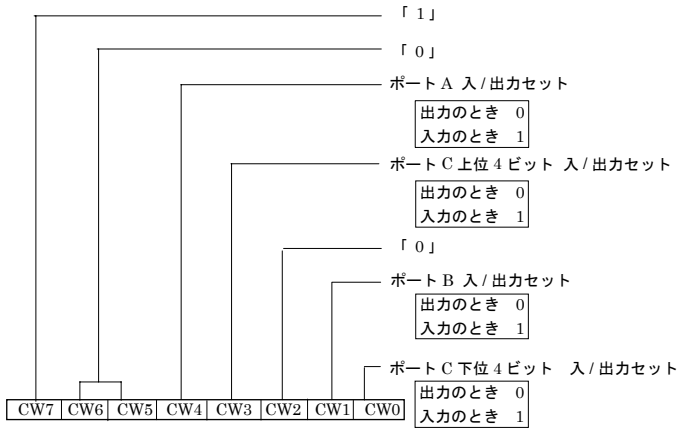 「 1 」
「 0 」
ポート A 入 / 出力セット
出力のとき 0
入力のとき 1
ポート C 上位 4 ビット 入 / 出力セット
出力のとき 0
入力のとき 1
「 0 」
ポート B 入 / 出力セット
出力のとき 0
入力のとき 1
ポート C 下位 4 ビット 入 / 出力セット
出力のとき 0
入力のとき 1
CW7 CW6 CW5 CW4 CW3 CW2 CW1 CW0